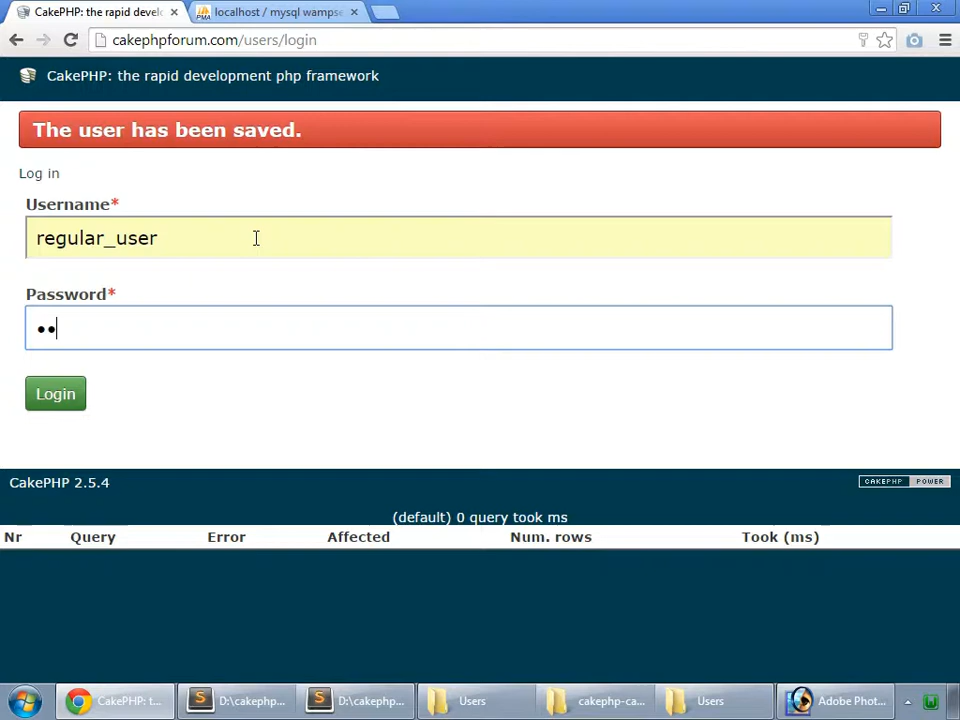 CakePHP: the rapid develo
localhost / mysql wampse
cakephpforum.com/users/login
CakePHP: the rapid development php framework
The user has been saved.
Log in
Username*
regular_user
Password*
Login
CakePHP 2.5.4
CAKEPHP POWER
(default) 0 query took ms
Nr Query Error Affected Num. rows Took (ms)
CakePHP: t...
D:\cakephp...
D:\cakephp...
Users
cakephp-ca...
Users
Adobe Phot...